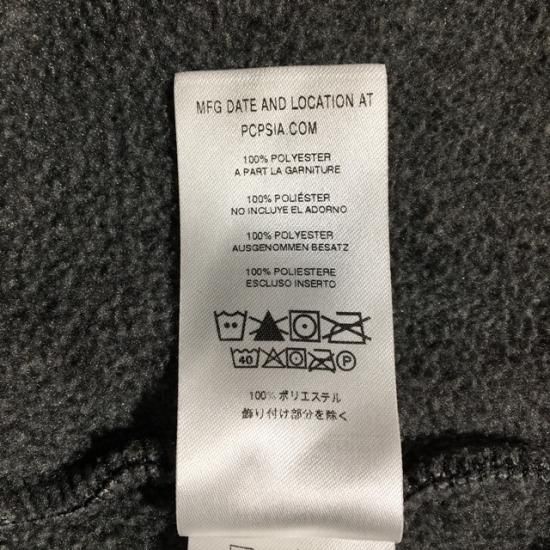 MFG DATE AND LOCATION AT
PCPSIA.COM
100% POLYESTER
A PART LA GARNITURE
100% POLIÉSTER
NO INCLUYE EL ADORNO
100% POLYESTER
AUSGENOMMEN BESATZ
100% POLIESTERE
ESCLUSO INSERTO
40 P
100% ポリエステル
飾り付け部分を除く